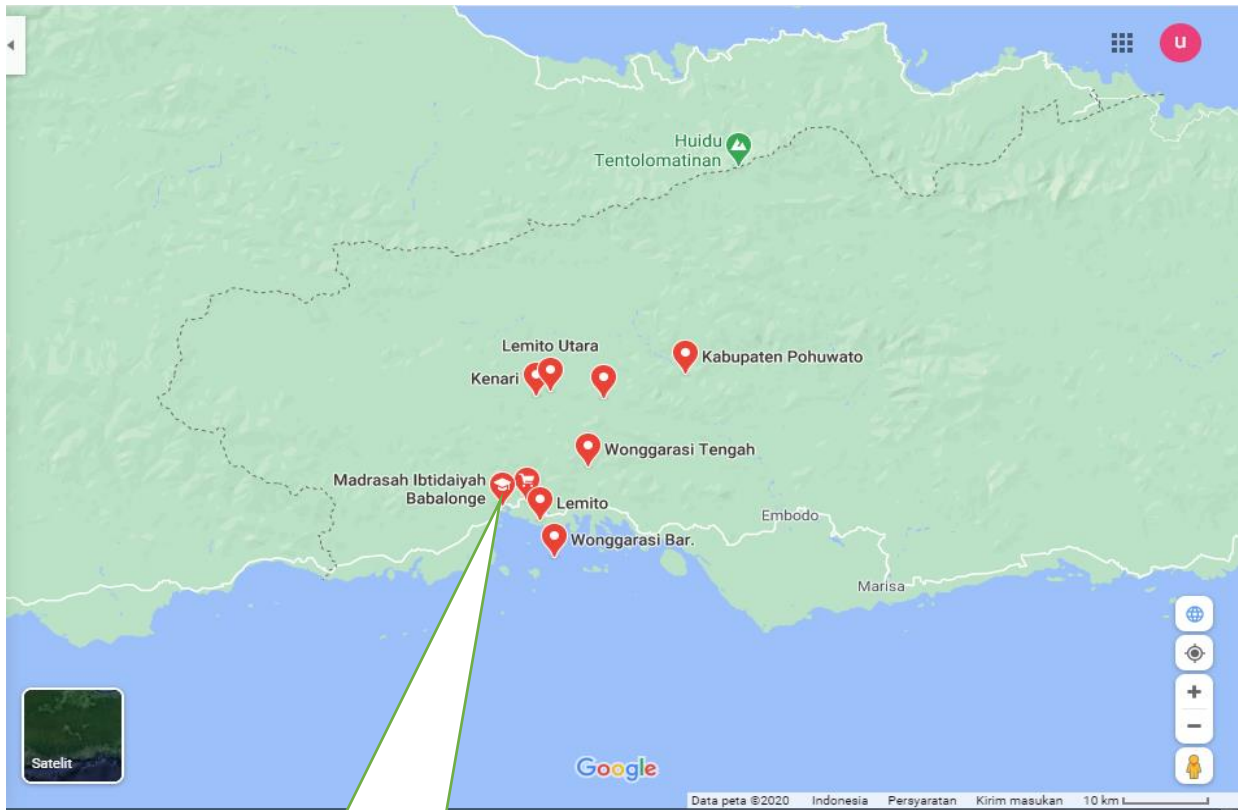 U
Huidu
Tentolomatinan
Lemito Utara
Kabupaten Pohuwato
Kenari
Wonggarasi Tengah
Madrasah Ibtidaiyah
Babalonge
Lemito
Embodo
Wonggarasi Bar.
Marisa
Satelit
Google
Data peta ©2020 Indonesia Persyaratan Kirim masukan 10 km